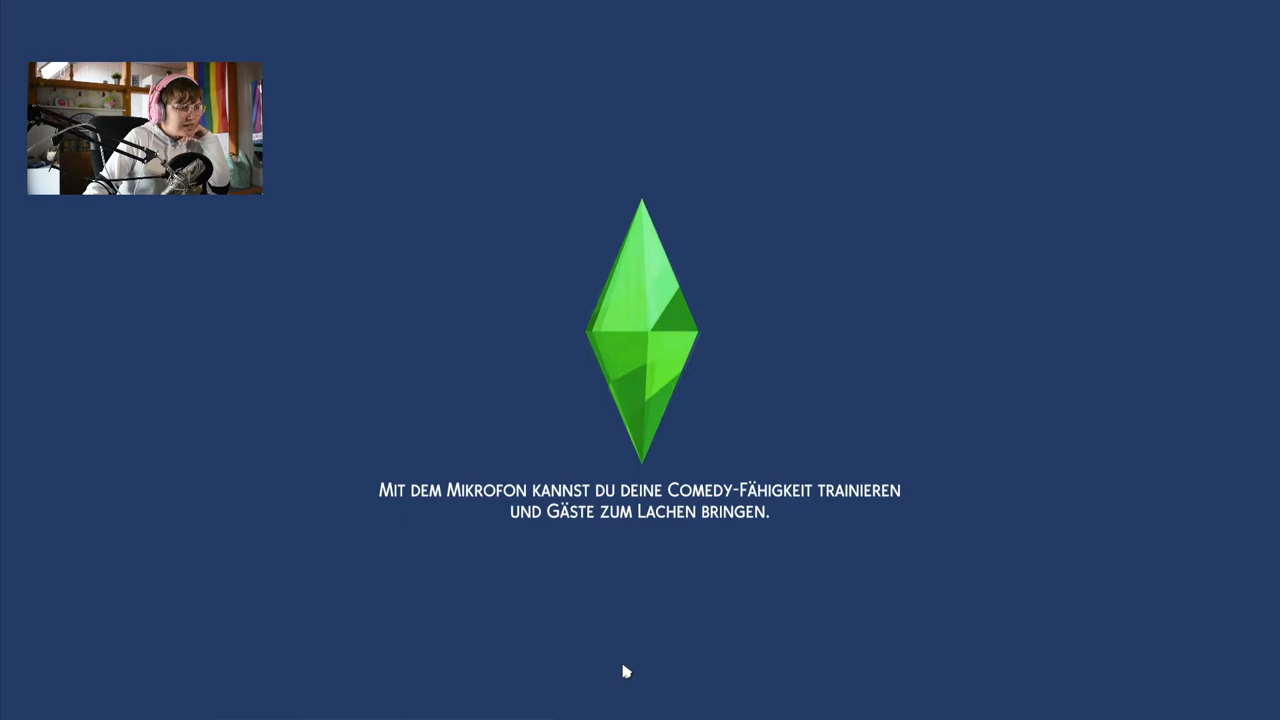 Mit dem Mikrofon kannst du deine Comedy-Fähigkeit trainieren
und Gäste zum Lachen bringen.